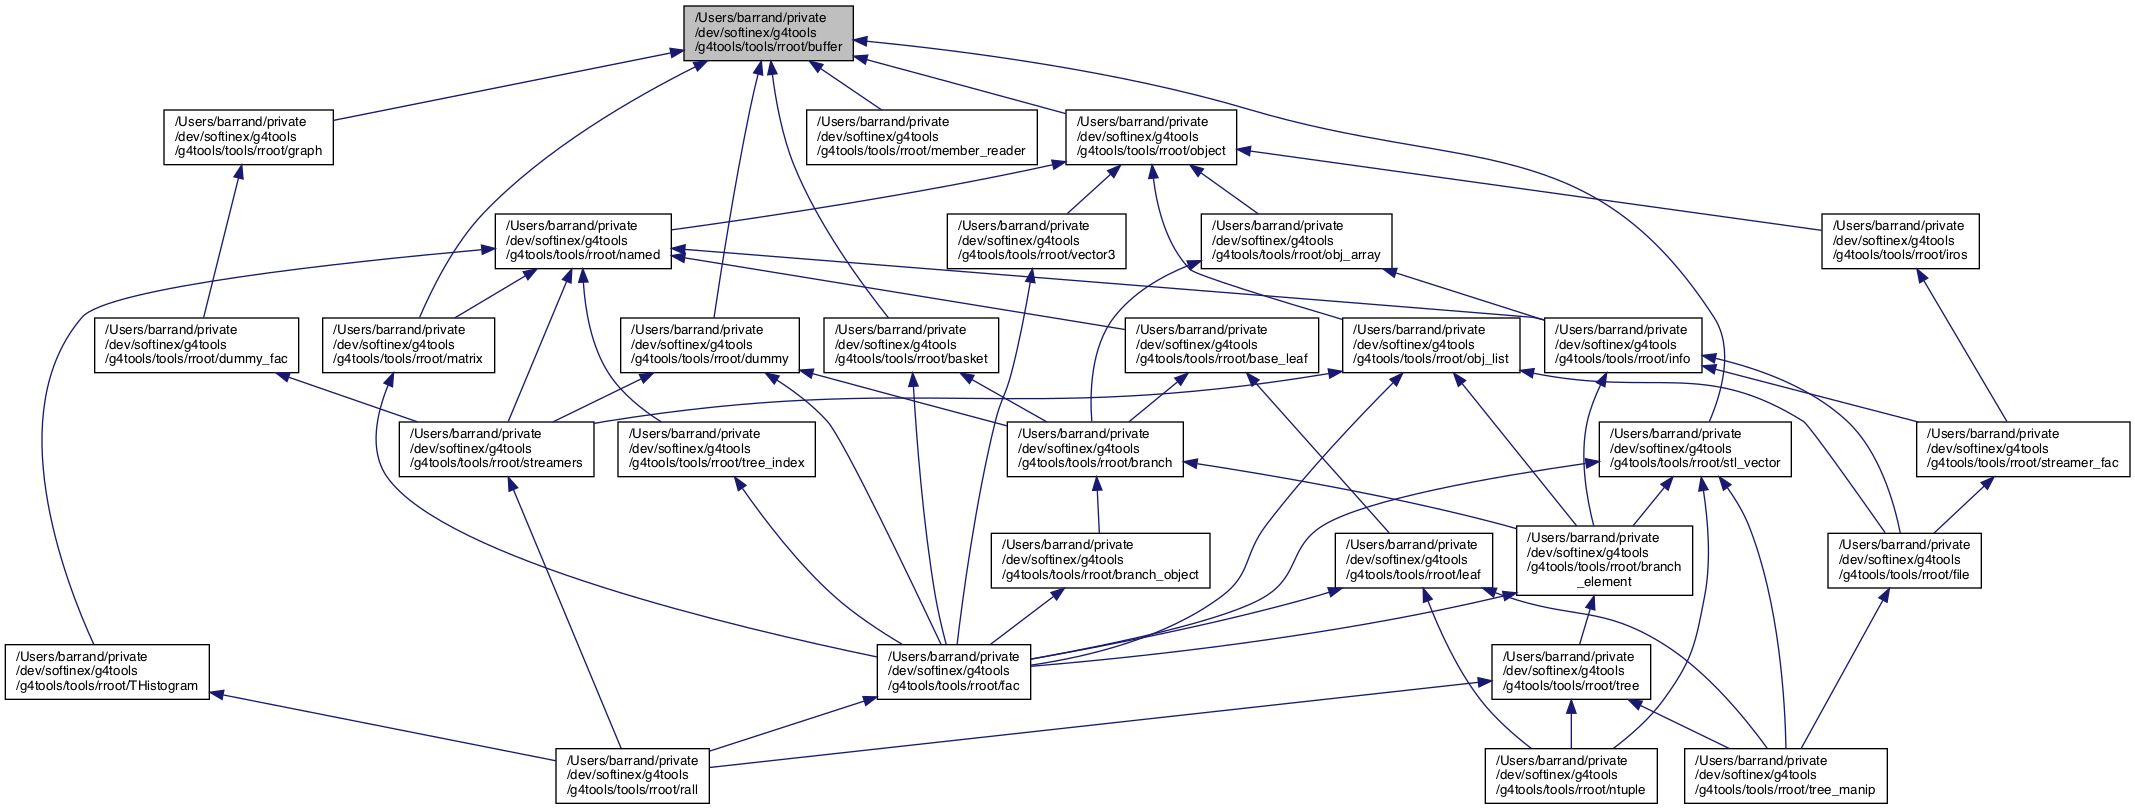 /Users/barrand/private
/dev/softinex/g4tools
/g4tools/tools/rroot/buffer
/Users/barrand/private
/dev/softinex/g4tools
/g4tools/tools/rroot/graph
/Users/barrand/private
/dev/softinex/g4tools
/g4tools/tools/rroot/member_reader
/Users/barrand/private
/dev/softinex/g4tools
/g4tools/tools/rroot/object
/Users/barrand/private
/dev/softinex/g4tools
/g4tools/tools/rroot/named
/Users/barrand/private
/dev/softinex/g4tools
/g4tools/tools/rroot/vector3
/Users/barrand/private
/dev/softinex/g4tools
/g4tools/tools/rroot/obj_array
/Users/barrand/private
/dev/softinex/g4tools
/g4tools/tools/rroot/iros
/Users/barrand/private
/dev/softinex/g4tools
/g4tools/tools/rroot/dummy_fac
/Users/barrand/private
/dev/softinex/g4tools
/g4tools/tools/rroot/matrix
/Users/barrand/private
/dev/softinex/g4tools
/g4tools/tools/rroot/dummy
/Users/barrand/private
/dev/softinex/g4tools
/g4tools/tools/rroot/basket
/Users/barrand/private
/dev/softinex/g4tools
/g4tools/tools/rroot/base_leaf
/Users/barrand/private
/dev/softinex/g4tools
/g4tools/tools/rroot/obj_list
/Users/barrand/private
/dev/softinex/g4tools
/g4tools/tools/rroot/info
/Users/barrand/private
/dev/softinex/g4tools
/g4tools/tools/rroot/streamers
/Users/barrand/private
/dev/softinex/g4tools
/g4tools/tools/rroot/tree_index
/Users/barrand/private
/dev/softinex/g4tools
/g4tools/tools/rroot/branch
/Users/barrand/private
/dev/softinex/g4tools
/g4tools/tools/rroot/stl_vector
/Users/barrand/private
/dev/softinex/g4tools
/g4tools/tools/rroot/streamer_fac
/Users/barrand/private
/dev/softinex/g4tools
/g4tools/tools/rroot/branch_object
/Users/barrand/private
/dev/softinex/g4tools
/g4tools/tools/rroot/leaf
/Users/barrand/private
/dev/softinex/g4tools
/g4tools/tools/rroot/branch
_element
/Users/barrand/private
/dev/softinex/g4tools
/g4tools/tools/rroot/file
/Users/barrand/private
/dev/softinex/g4tools
/g4tools/tools/rroot/THistogram
/Users/barrand/private
/dev/softinex/g4tools
/g4tools/tools/rroot/fac
/Users/barrand/private
/dev/softinex/g4tools
/g4tools/tools/rroot/tree
/Users/barrand/private
/dev/softinex/g4tools
/g4tools/tools/rroot/rall
/Users/barrand/private
/dev/softinex/g4tools
/g4tools/tools/rroot/ntuple
/Users/barrand/private
/dev/softinex/g4tools
/g4tools/tools/rroot/tree_manip